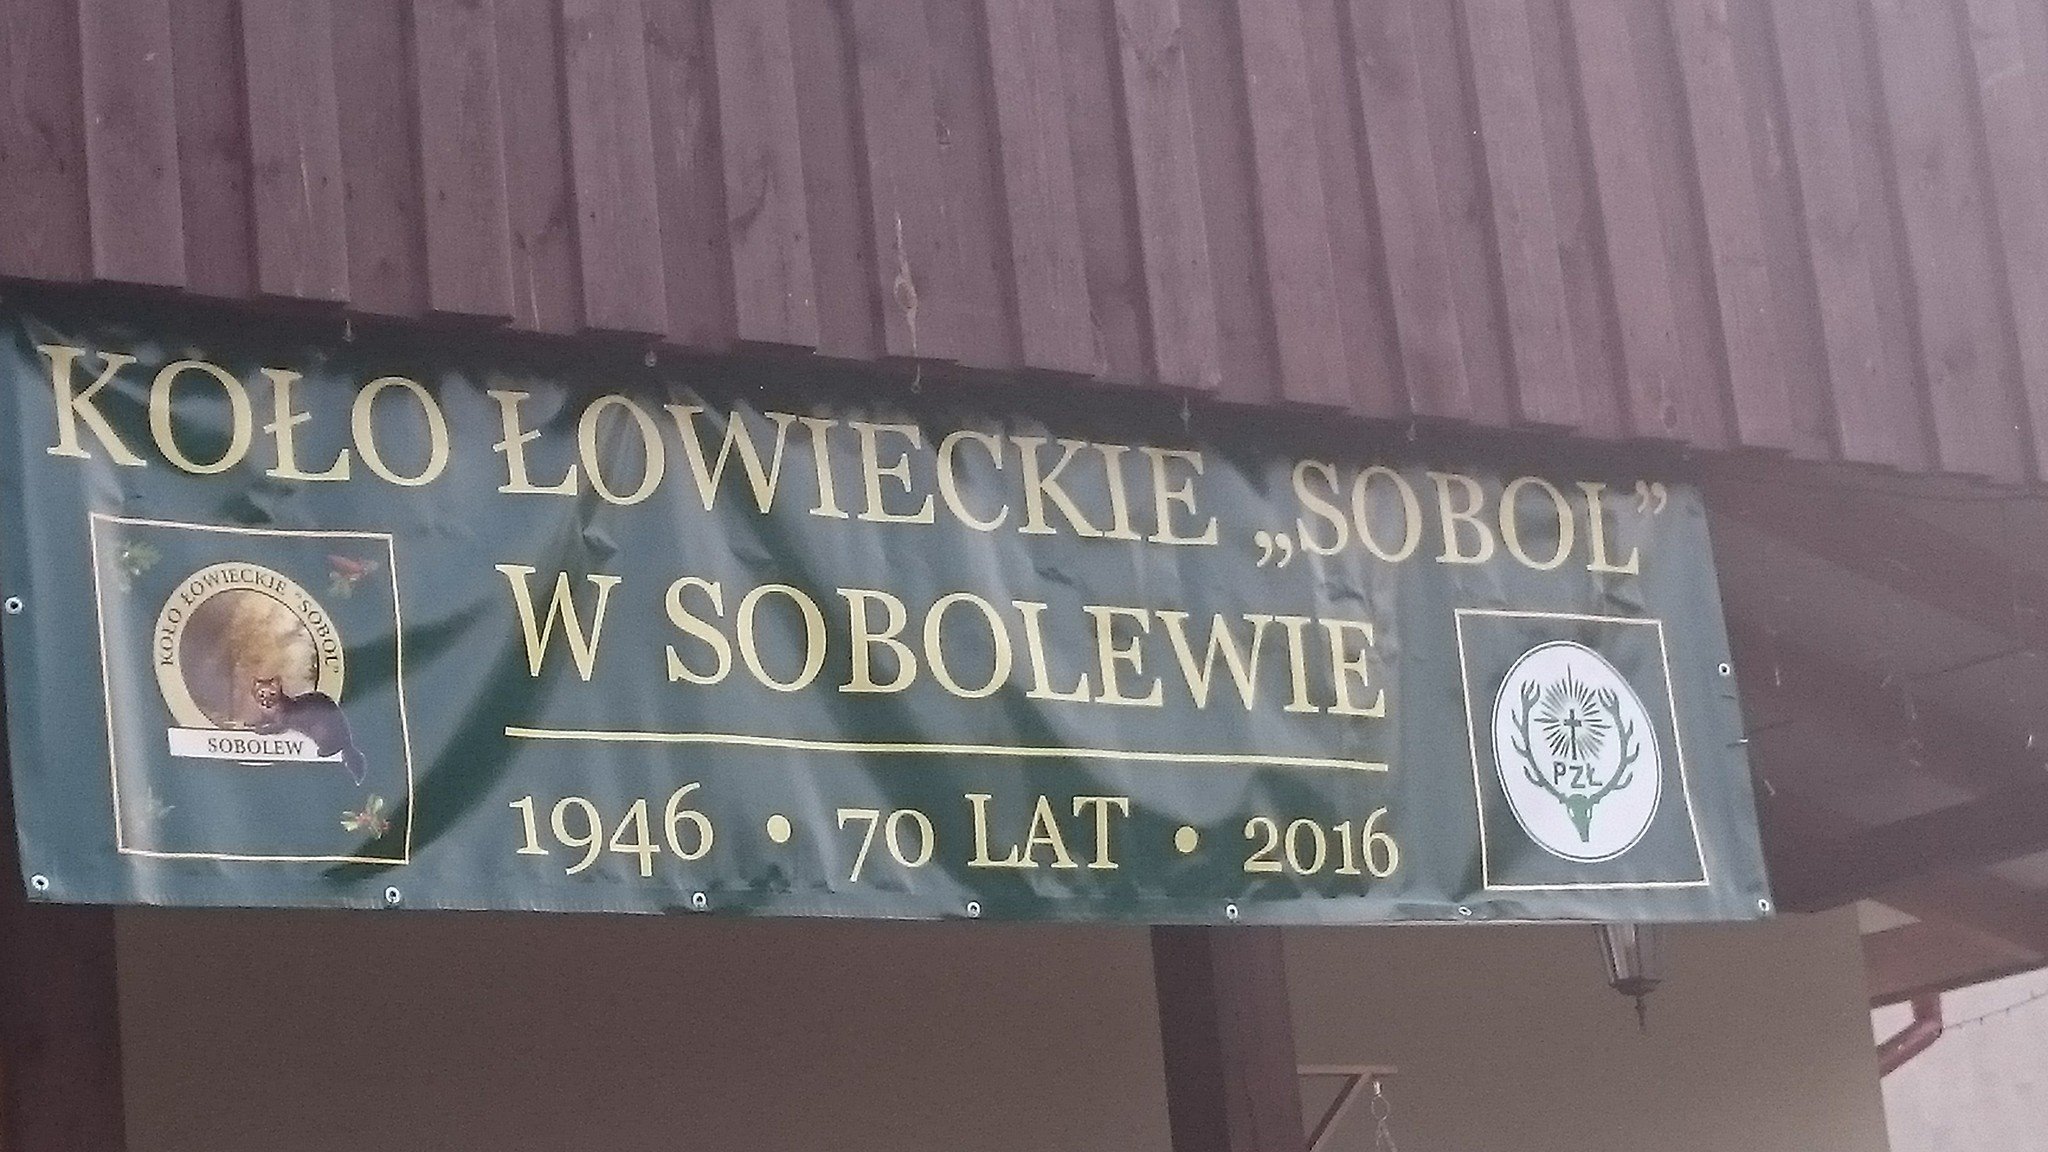 KOŁO ŁOWIECKIE „SOBOL”
W SOBOLEWIE
1946 • 70 LAT • 2016
KOŁO ŁOWIECKIE "SOBOL"
SOBOLEW
PZŁ